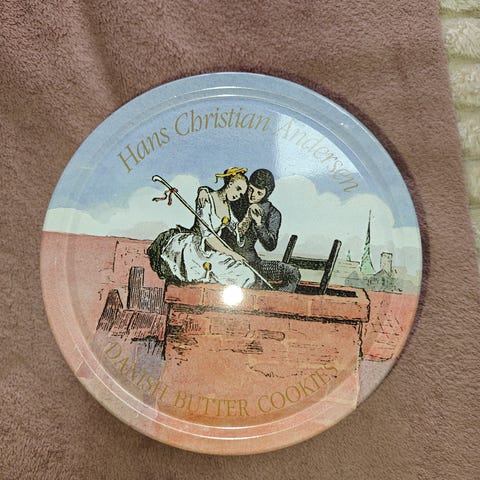 Hans Christian Andersen
DANISH BUTTER COOKIES